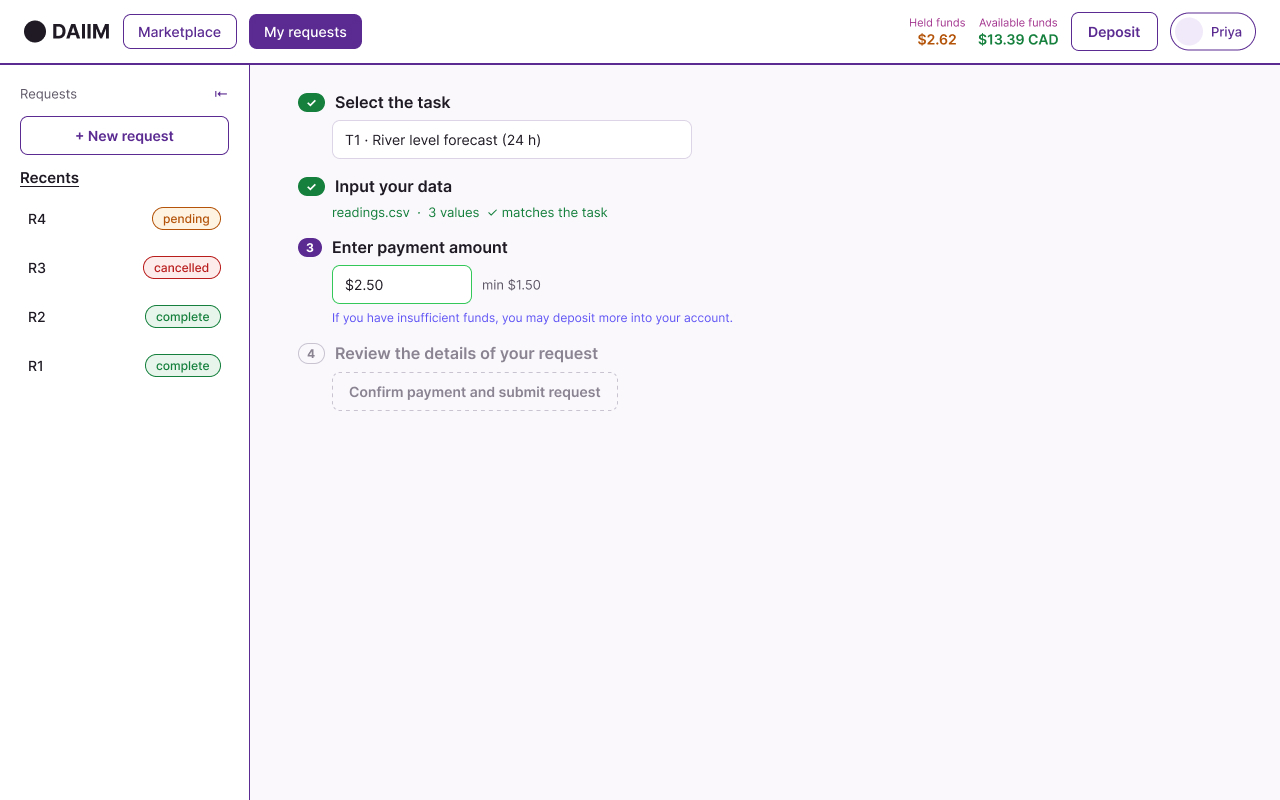 DAIIM
Marketplace
My requests
Held funds
$2.62
Available funds
$13.39 CAD
Deposit
Priya
Requests
+ New request
Recents
R4 pending
R3 cancelled
R2 complete
R1 complete
Select the task
T1 · River level forecast (24 h)
Input your data
readings.csv · 3 values ✓ matches the task
3 Enter payment amount
$2.50 min $1.50
If you have insufficient funds, you may deposit more into your account.
4 Review the details of your request
Confirm payment and submit request